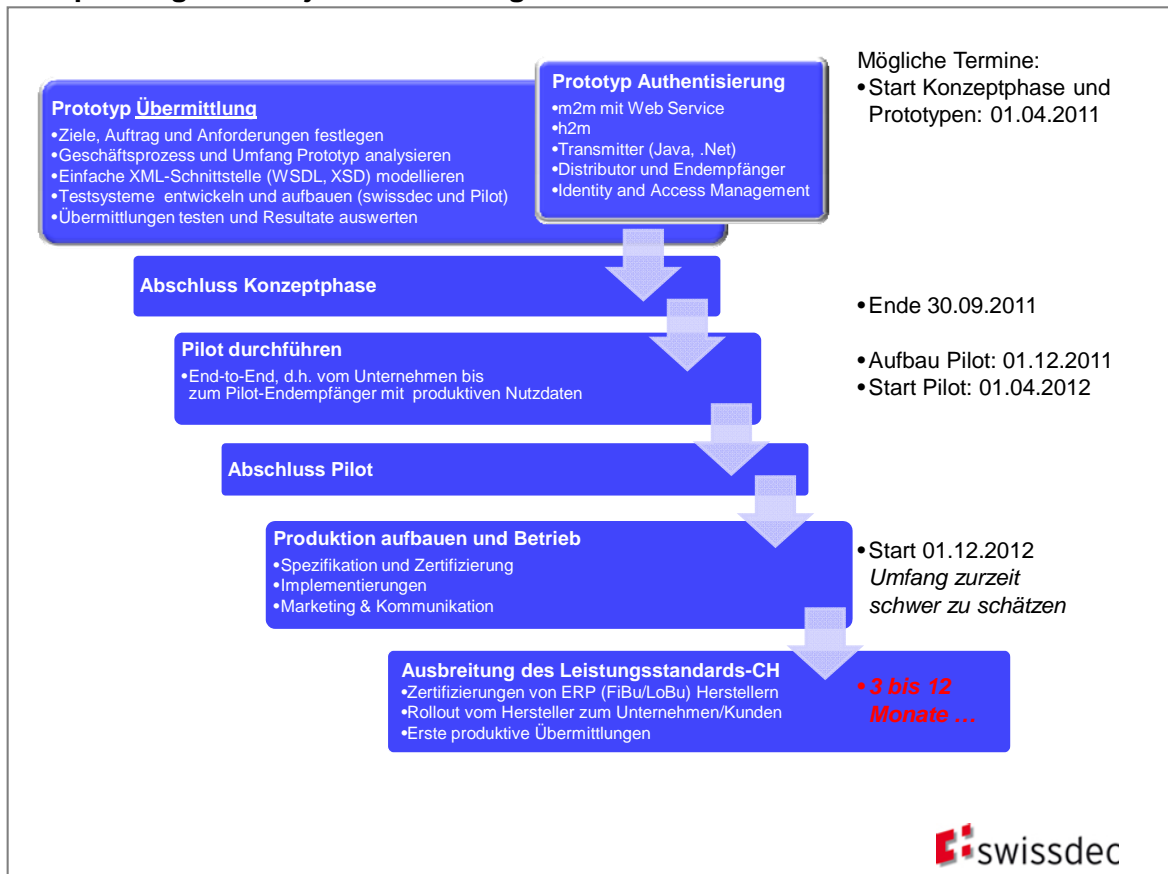 Prototyp Übermittlung
•Ziele, Auftrag und Anforderungen festlegen
•Geschäftsprozess und Umfang Prototyp analysieren
•Einfache XML-Schnittstelle (WSDL, XSD) modellieren
•Testsysteme entwickeln und aufbauen (swissdec und Pilot)
•Übermittlungen testen und Resultate auswerten
Prototyp Authentisierung
•m2m mit Web Service
•h2m
•Transmitter (Java, .Net)
•Distributor und Endempfänger
•Identity and Access Management
Mögliche Termine:
•Start Konzeptphase und
Prototypen: 01.04.2011
Abschluss Konzeptphase
•Ende 30.09.2011
Pilot durchführen
•End-to-End, d.h. vom Unternehmen bis
zum Pilot-Endempfänger mit produktiven Nutzdaten
•Aufbau Pilot: 01.12.2011
•Start Pilot: 01.04.2012
Abschluss Pilot
Produktion aufbauen und Betrieb
•Spezifikation und Zertifizierung
•Implementierungen
•Marketing & Kommunikation
•Start 01.12.2012
Umfang zurzeit
schwer zu schätzen
Ausbreitung des Leistungsstandards-CH
•Zertifizierungen von ERP (FiBu/LoBu) Herstellern
•Rollout vom Hersteller zum Unternehmen/Kunden
•Erste produktive Übermittlungen
•3 bis 12
Monate ...
swissdec